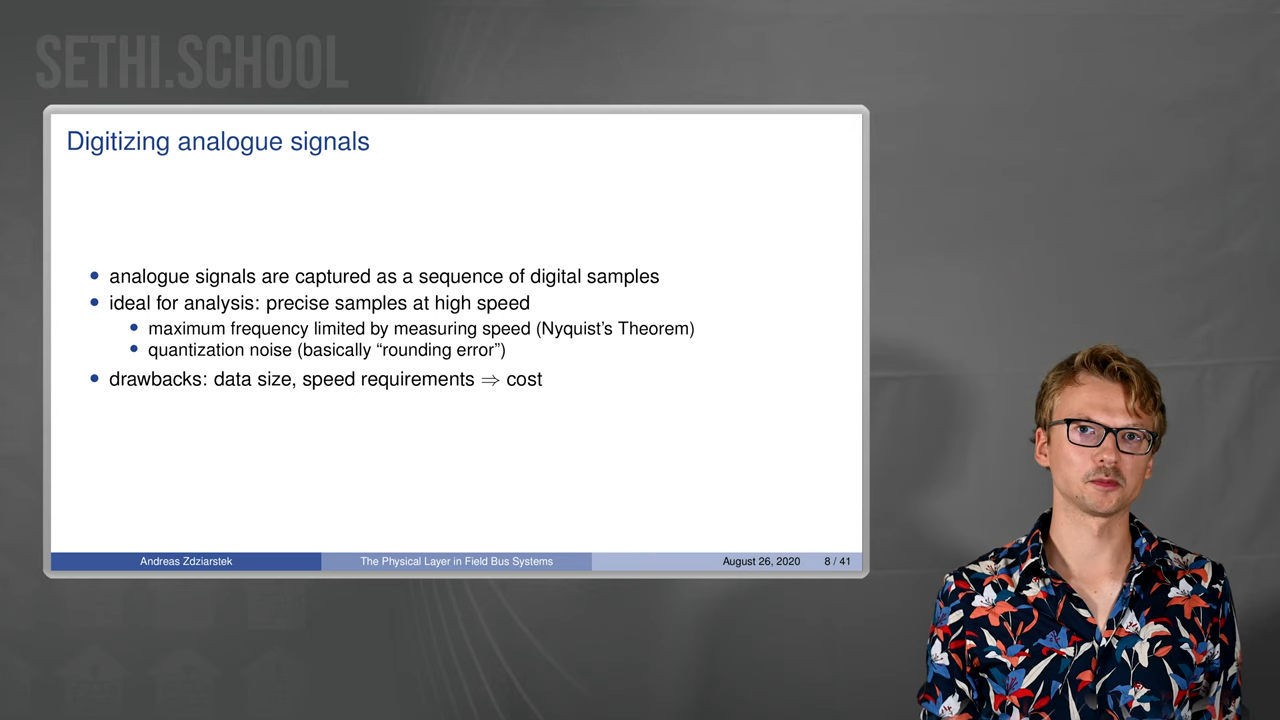 SETHI.SCHOOL
Digitizing analogue signals
• analogue signals are captured as a sequence of digital samples
• ideal for analysis: precise samples at high speed
• maximum frequency limited by measuring speed (Nyquist's Theorem)
• quantization noise (basically “rounding error”)
• drawbacks: data size, speed requirements ⇒ cost
Andreas Zdziarstek The Physical Layer in Field Bus Systems August 26, 2020 8 / 41